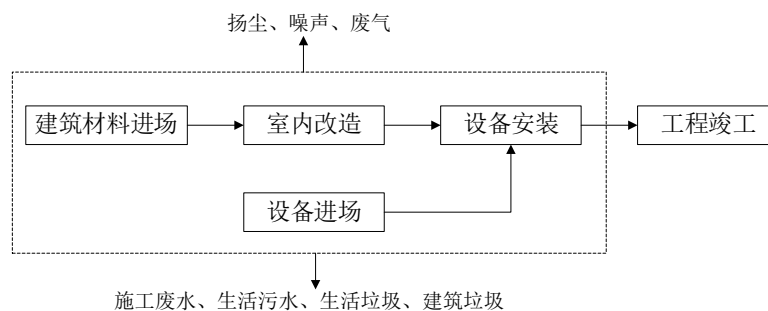 扬尘、噪声、废气
建筑材料进场
室内改造
设备安装
工程竣工
设备进场
施工废水、生活污水、生活垃圾、建筑垃圾